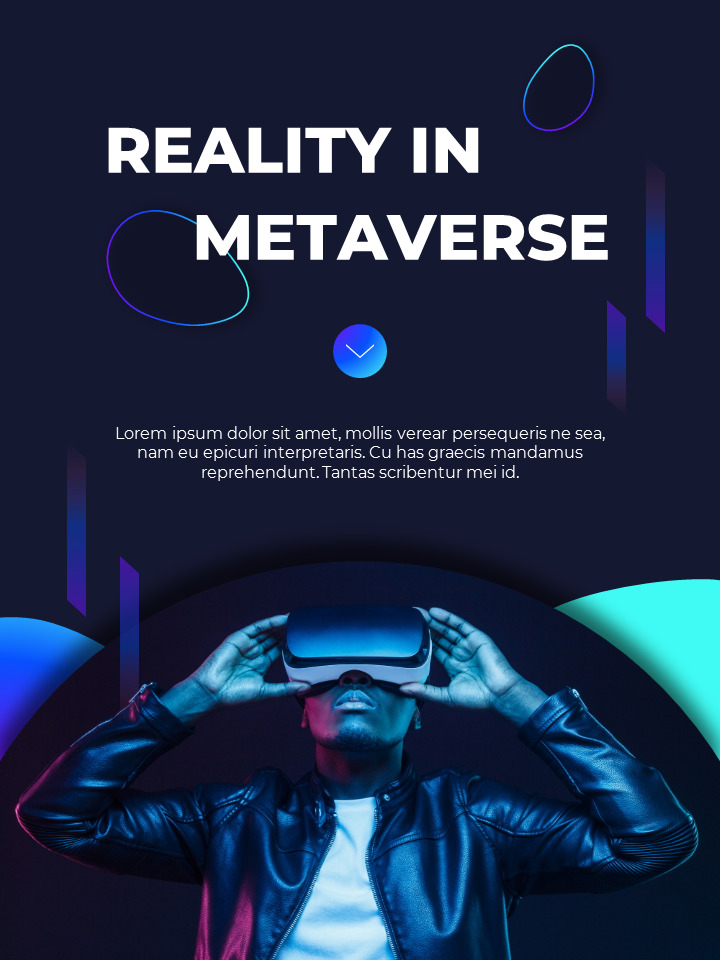 REALITY IN
METAVERSE
Lorem ipsum dolor sit amet, mollis verear persequeris ne sea,
nam eu epicuri interpretaris. Cu has graecis mandamus
reprehendunt. Tantas scribentur mei id.